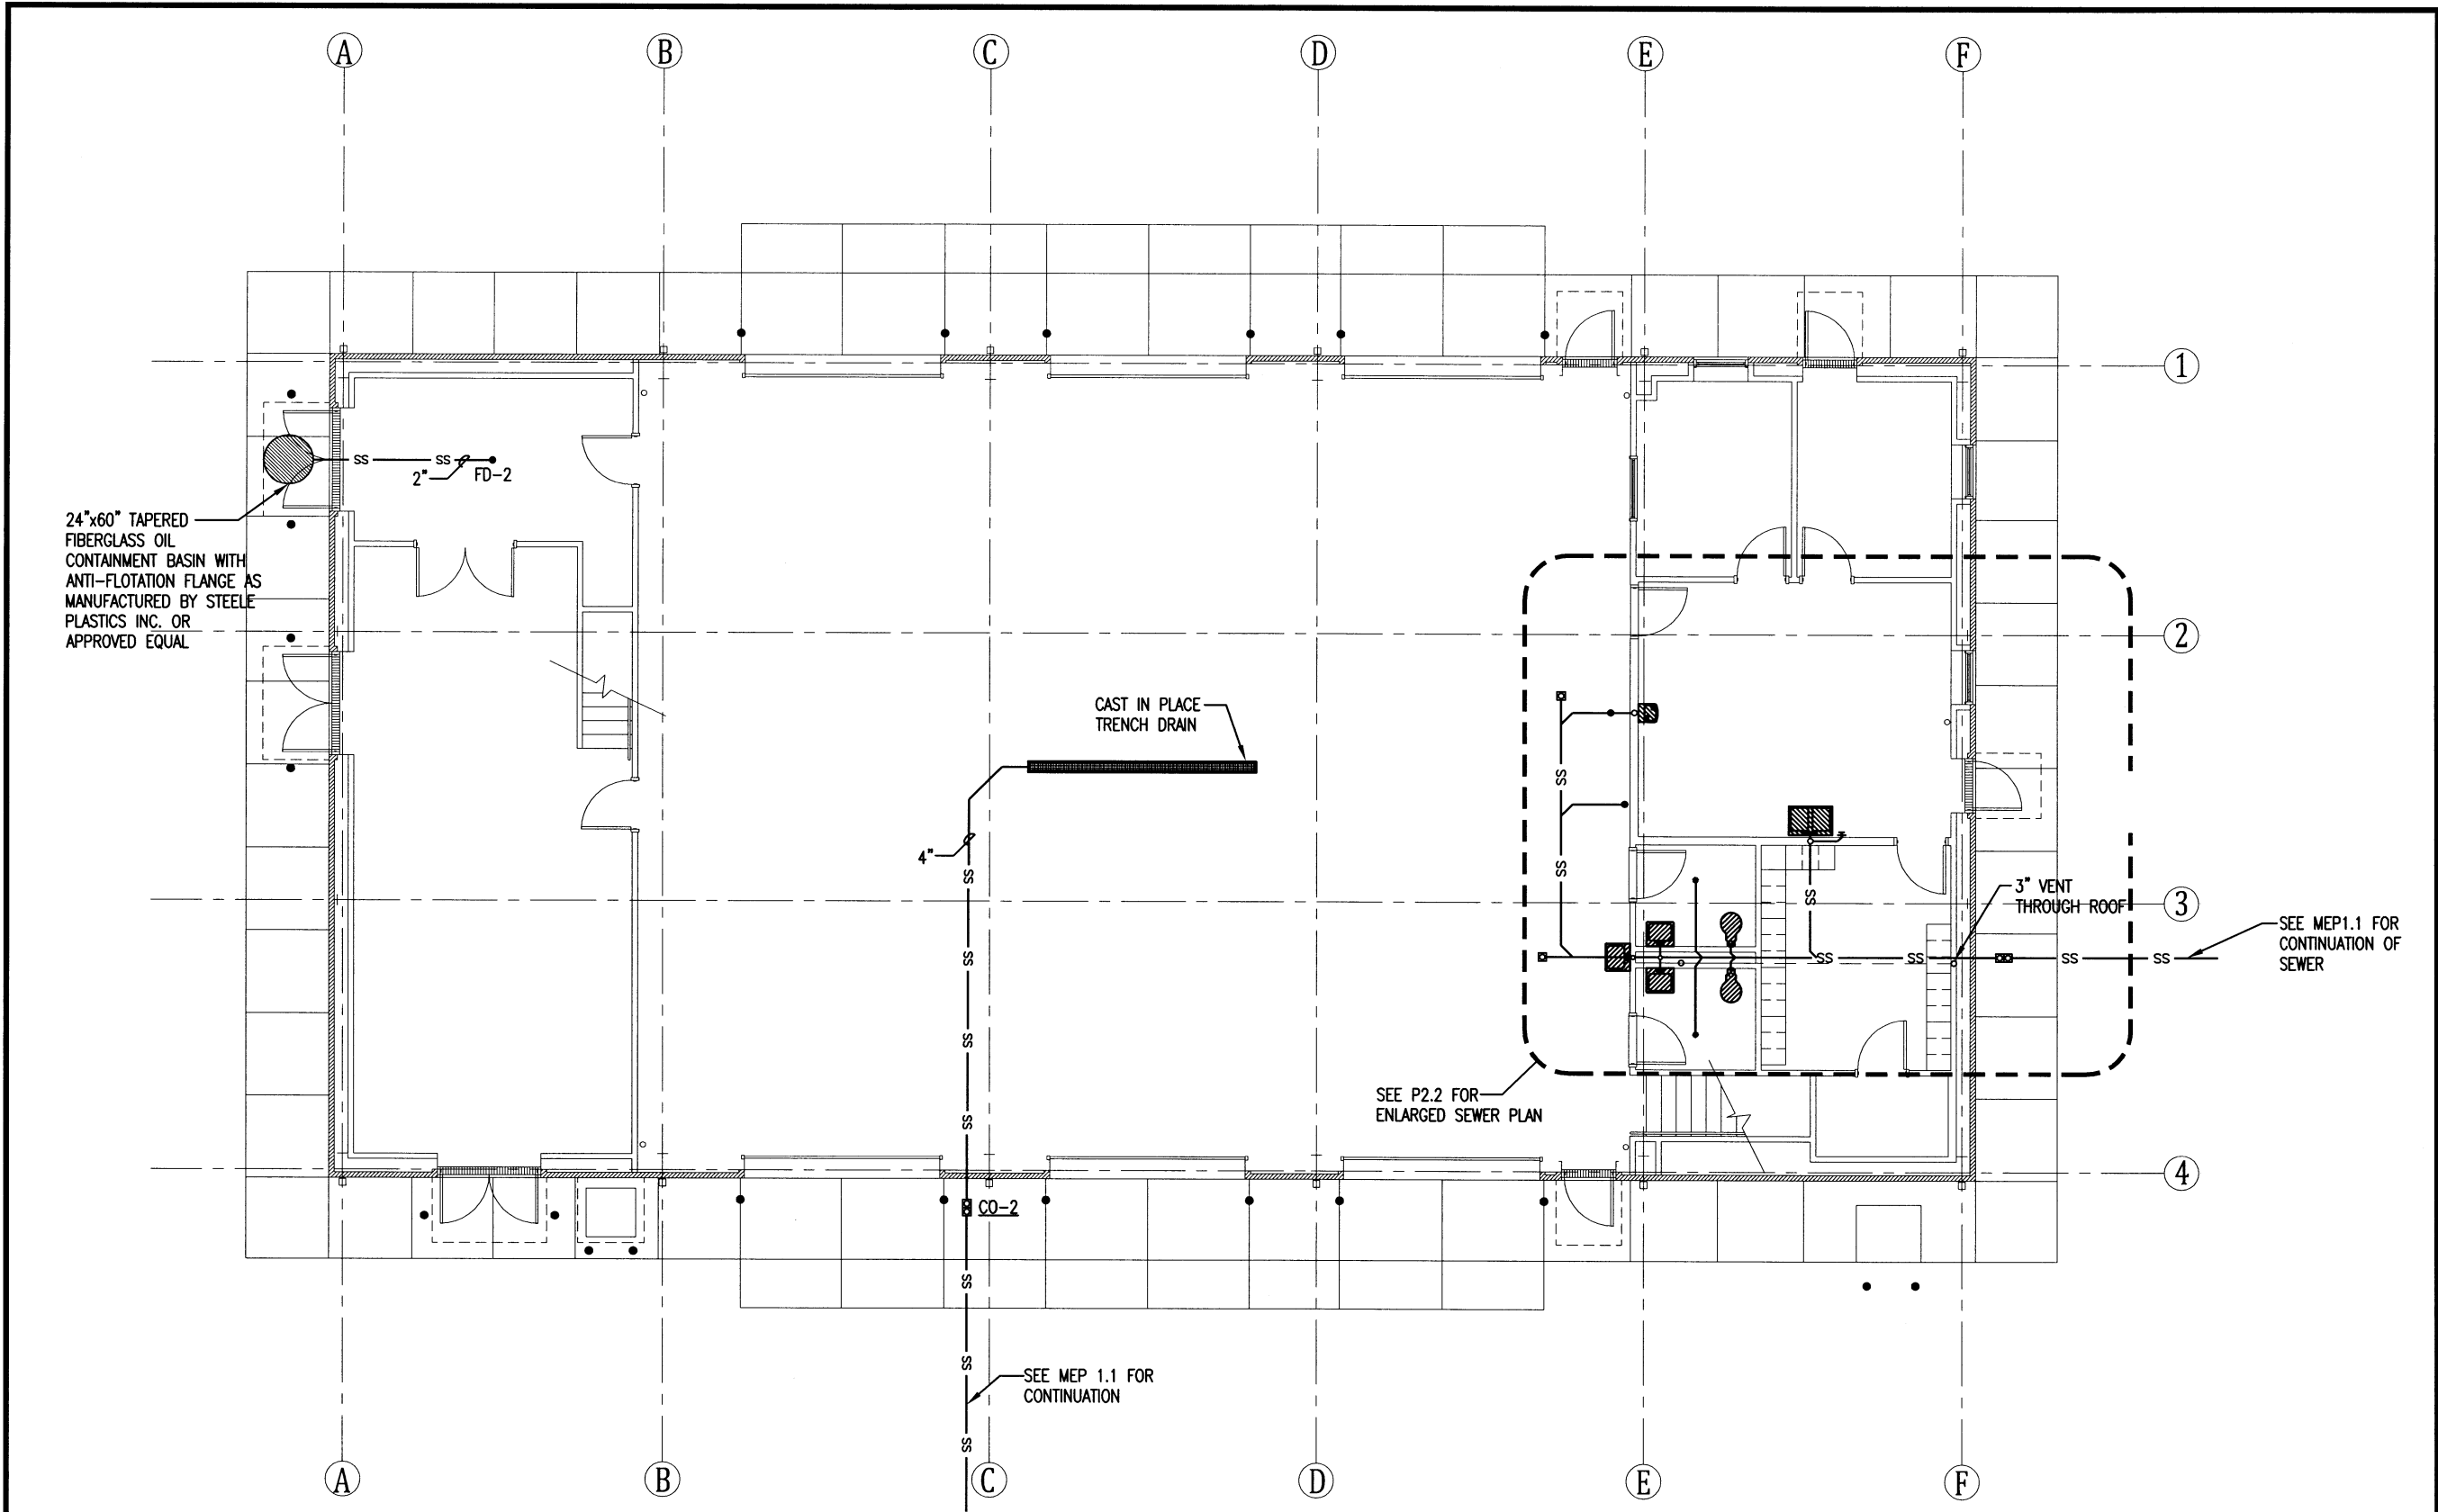 A
B
C
D
E
F
1
SS
SS
2"
FD-2
24"x60" TAPERED
FIBERGLASS OIL
CONTAINMENT BASIN WITH
ANTI-FLOTATION FLANGE AS
MANUFACTURED BY STEELE
PLASTICS INC. OR
APPROVED EQUAL
2
CAST IN PLACE
TRENCH DRAIN
SS
4"
SS
SS
SS
3" VENT
THROUGH ROOF
3
SEE MEP1.1 FOR
CONTINUATION OF
SEWER
SS
SS
SS
SS
SS
SS
SS
SEE P2.2 FOR
ENLARGED SEWER PLAN
4
CO-2
SS
SS
SEE MEP 1.1 FOR
CONTINUATION
SS
A
B
C
D
E
F